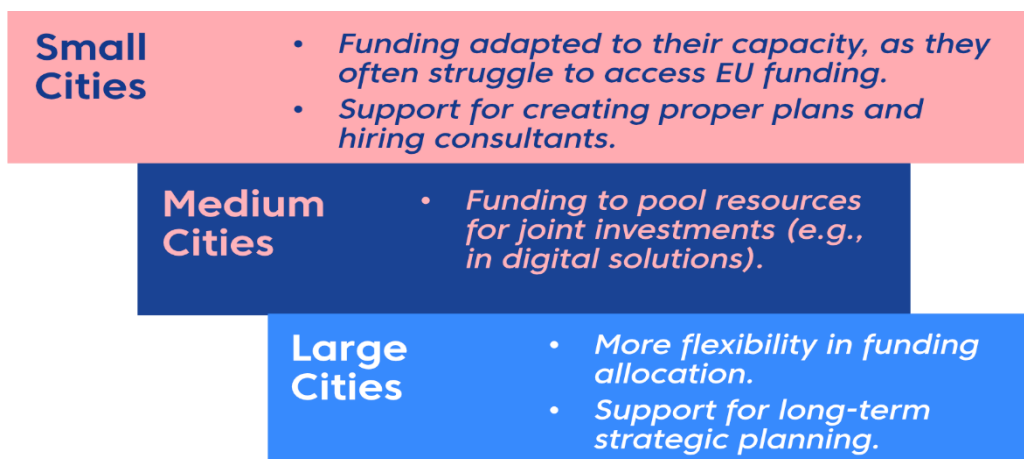 Small
Cities
• Funding adapted to their capacity, as they
often struggle to access EU funding.
• Support for creating proper plans and
hiring consultants.
Medium
Cities
• Funding to pool resources
for joint investments (e.g.,
in digital solutions).
Large
Cities
• More flexibility in funding
allocation.
• Support for long-term
strategic planning.